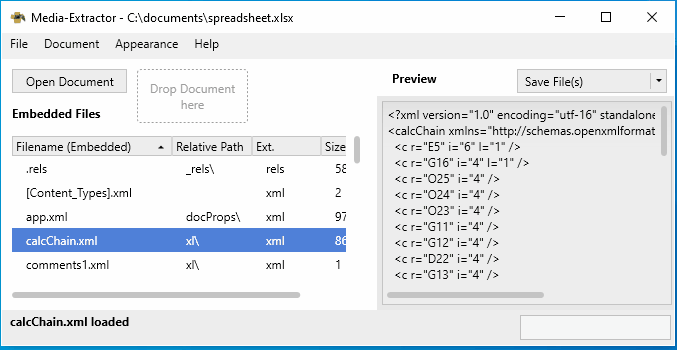 Media-Extractor - C:\documents\spreadsheet.xlsx
File Document Appearance Help
Open Document
Drop Document
here
Embedded Files
Filename (Embedded) Relative Path Ext. Size
.rels _rels\ rels 58
[Content_Types].xml xml 2
app.xml docProps\ xml 97
calcChain.xml xl\ xml 86
comments1.xml xl\ xml 1
Preview
Save File(s)
<?xml version="1.0" encoding="utf-16" standalone
<calcChain xmlns="http://schemas.openxmlformat
<c r="E5" i="6" l="1" />
<c r="G16" i="4" l="1" />
<c r="O25" i="4" />
<c r="O24" i="4" />
<c r="O23" i="4" />
<c r="G11" i="4" />
<c r="G12" i="4" />
<c r="D22" i="4" />
<c r="G13" i="4" />
calcChain.xml loaded